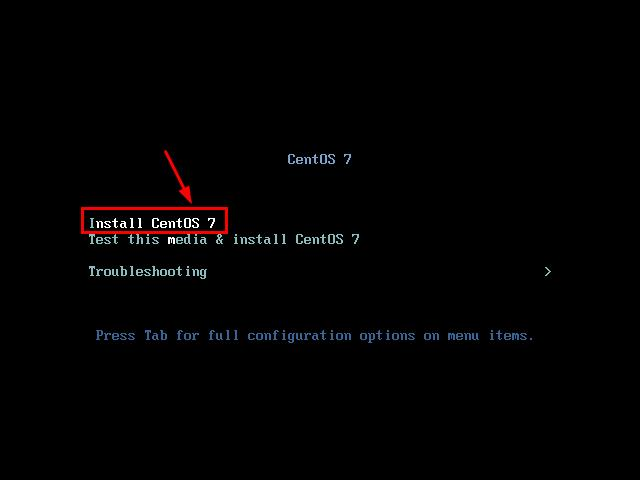 CentOS 7
Install CentOS 7
Test this media & install CentOS 7
Troubleshooting >
Press Tab for full configuration options on menu items.